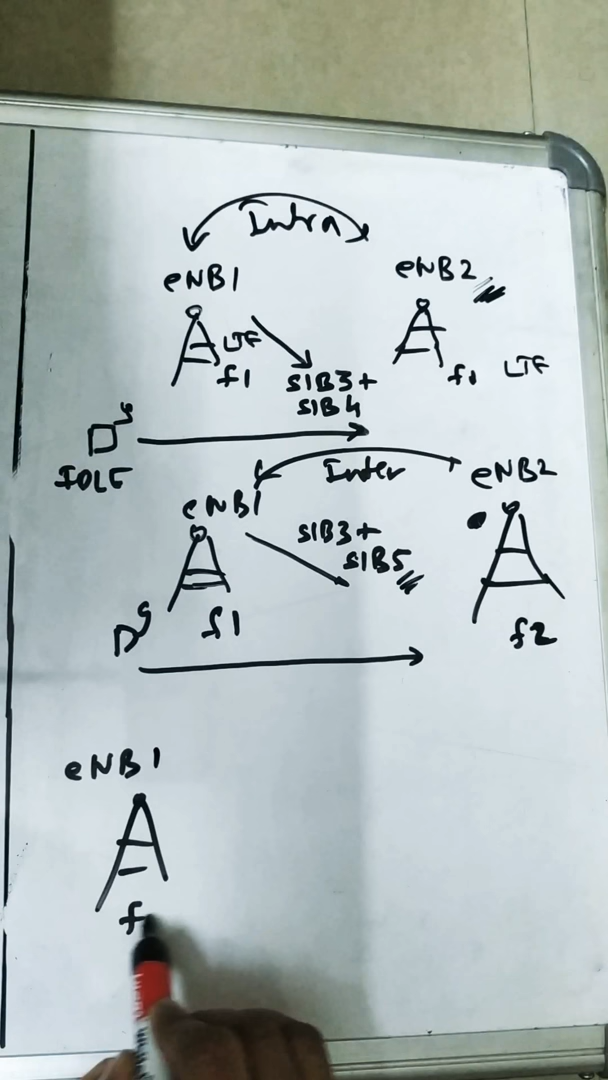 Intra
eNB1
eNB2
LTE
f1
f1
LTE
SIB3+
SIB4
IDLE
Inter
eNB1
eNB2
SIB3+
SIB5
f1
f2
eNB1
f